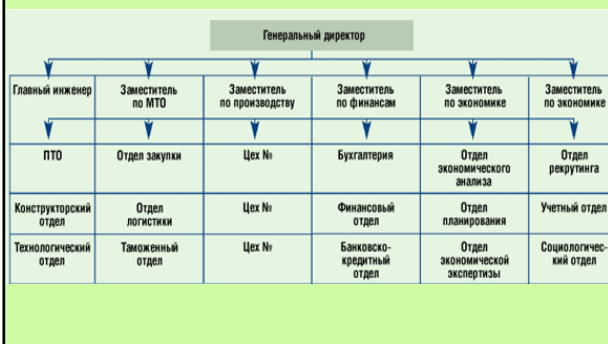 Генеральный директор
Главный инженер
Заместитель
по МТО
Заместитель
по производству
Заместитель
по финансам
Заместитель
по экономике
Заместитель
по экономике
ПТО
Отдел закупки
Цех №
Бухгалтерия
Отдел
экономического
анализа
Отдел
рекрутинга
Конструкторский
отдел
Отдел
логистики
Цех №
Финансовый
отдел
Отдел
планирования
Учетный отдел
Технологический
отдел
Таможенный
отдел
Цех №
Банковско-
кредитный
отдел
Отдел
экономической
экспертизы
Социологичес-
кий отдел